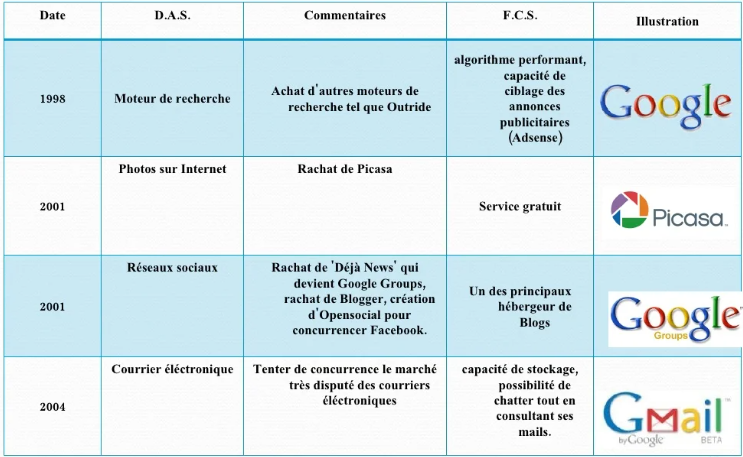 Date D.A.S. Commentaires F.C.S. Illustration
1998
Moteur de recherche
Achat d'autres moteurs de
recherche tel que Outride
algorithme performant,
capacité de
ciblage des
annonces
publicitaires
(Adsense)
Google
2001
Photos sur Internet
Rachat de Picasa
Service gratuit
Picasa™
2001
Réseaux sociaux
Rachat de 'Déjà News' qui
devient Google Groups,
rachat de Blogger, création
d'Opensocial pour
concurrencer Facebook.
Un des principaux
hébergeur de
Blogs
Google
Groups
2004
Courrier éléctronique
Tenter de concurrence le marché
très disputé des courriers
éléctroniques
capacité de stockage,
possibilité de
chatter tout en
consultant ses
mails.
Gmail™
by Google BETA